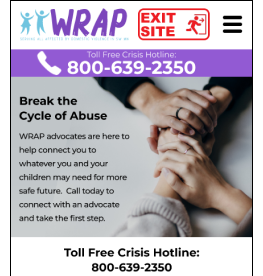 WRAP
EXIT
SITE
Toll Free Crisis Hotline:
800-639-2350
Break the
Cycle of Abuse
WRAP advocates are here to
help connect you to
whatever you and your
children may need for more
safe future. Call today to
connect with an advocate
and take the first step.
Toll Free Crisis Hotline:
800-639-2350